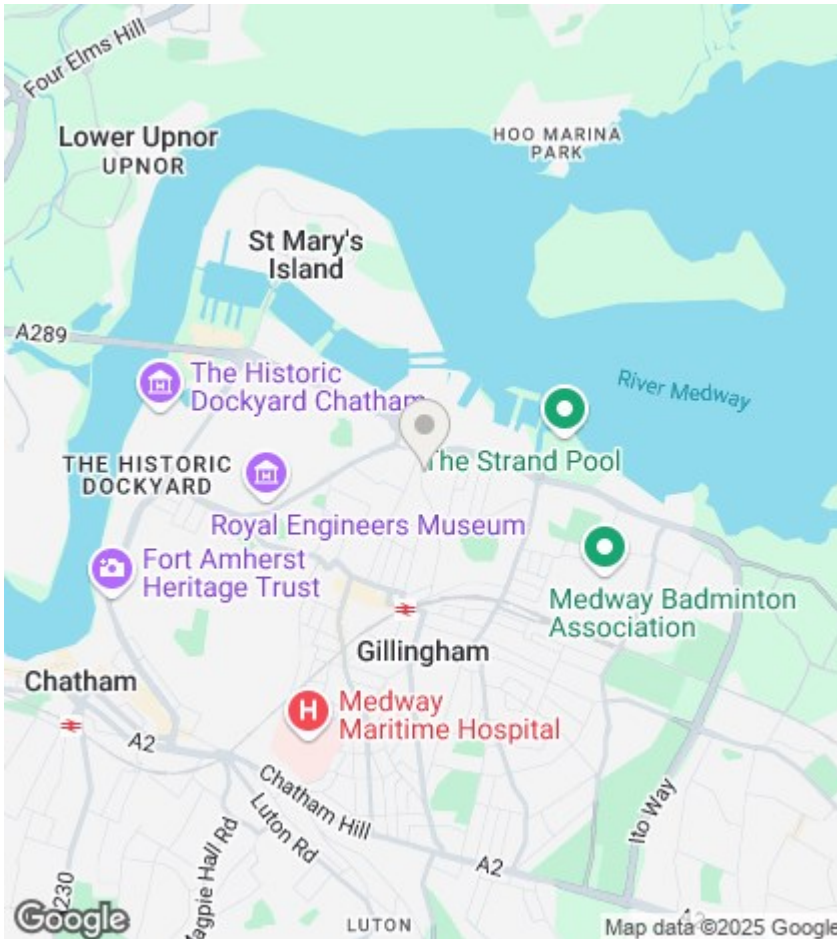 Four Elms Hill
Lower Upnor
UPNOR
HOO MARINA
PARK
St Mary's
Island
A289
The Historic
Dockyard Chatham
River Medway
THE HISTORIC
DOCKYARD
The Strand Pool
Royal Engineers Museum
Fort Amherst
Heritage Trust
Medway Badminton
Association
Gillingham
Chatham
H
Medway
Maritime Hospital
A2
Chatham Hill
Luton Rd
Magpie Hall Rd
Ito Way
A2
A230
LUTON
A2
Google
Map data ©2025 Google